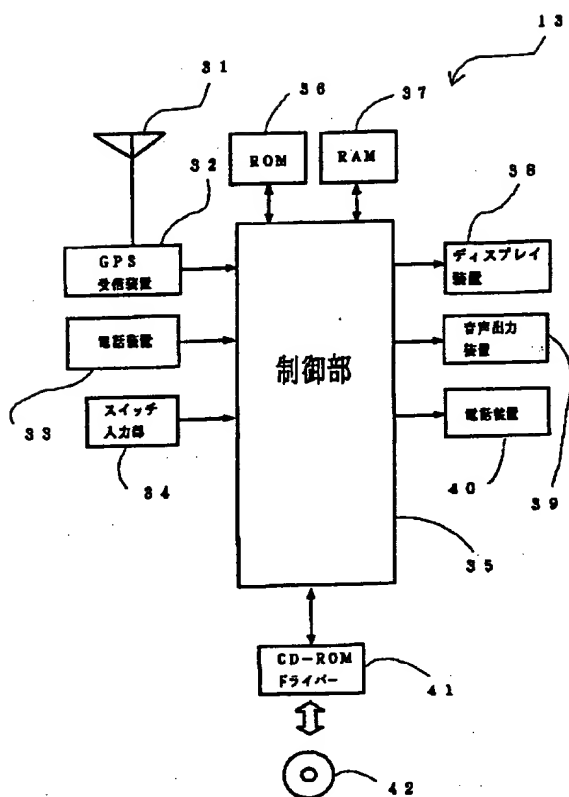 13
31
36
37
ROM
RAM
32
38
GPS
受信装置
ディスプレイ
装置
電話装置
音声出力
装置
制御部
33
スイッチ
入力部
電話装置
34
40
39
35
CD-ROM
ドライバー
41
42